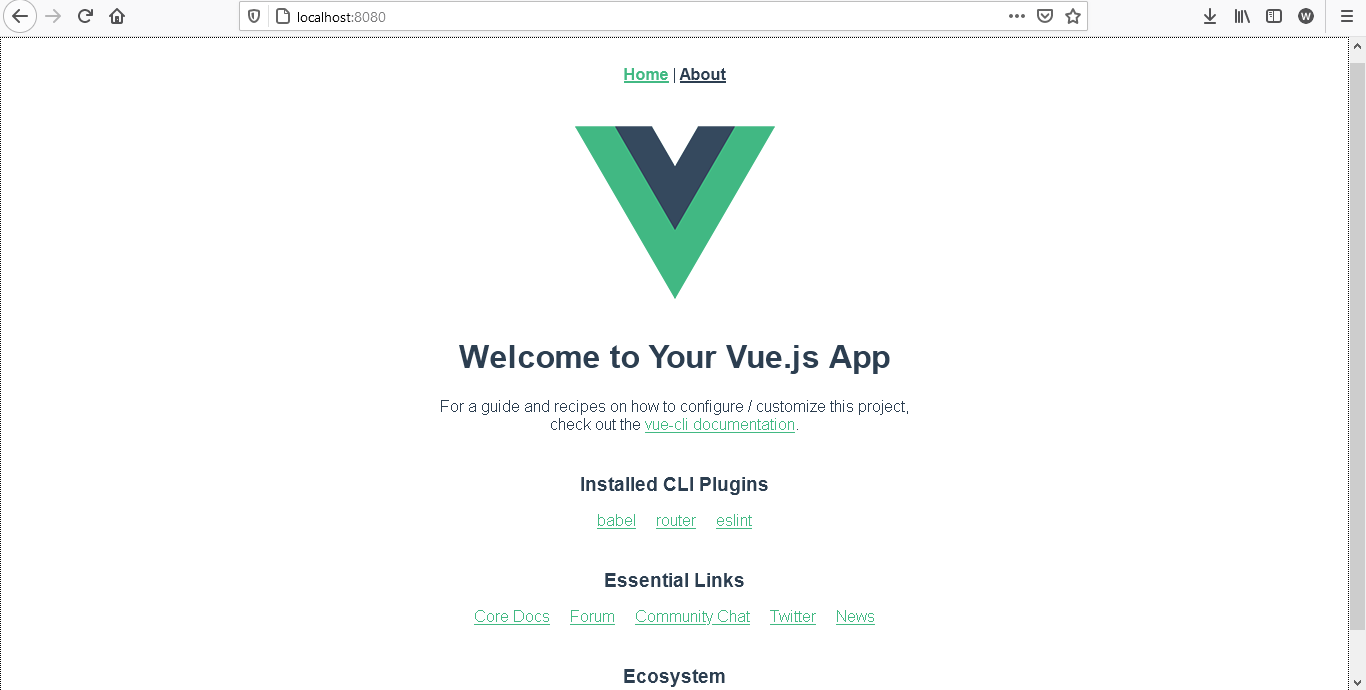 localhost:8080
W
Home | About
Welcome to Your Vue.js App
For a guide and recipes on how to configure / customize this project,
check out the vue-cli documentation.
Installed CLI Plugins
babel router eslint
Essential Links
Core Docs Forum Community Chat Twitter News
Ecosystem